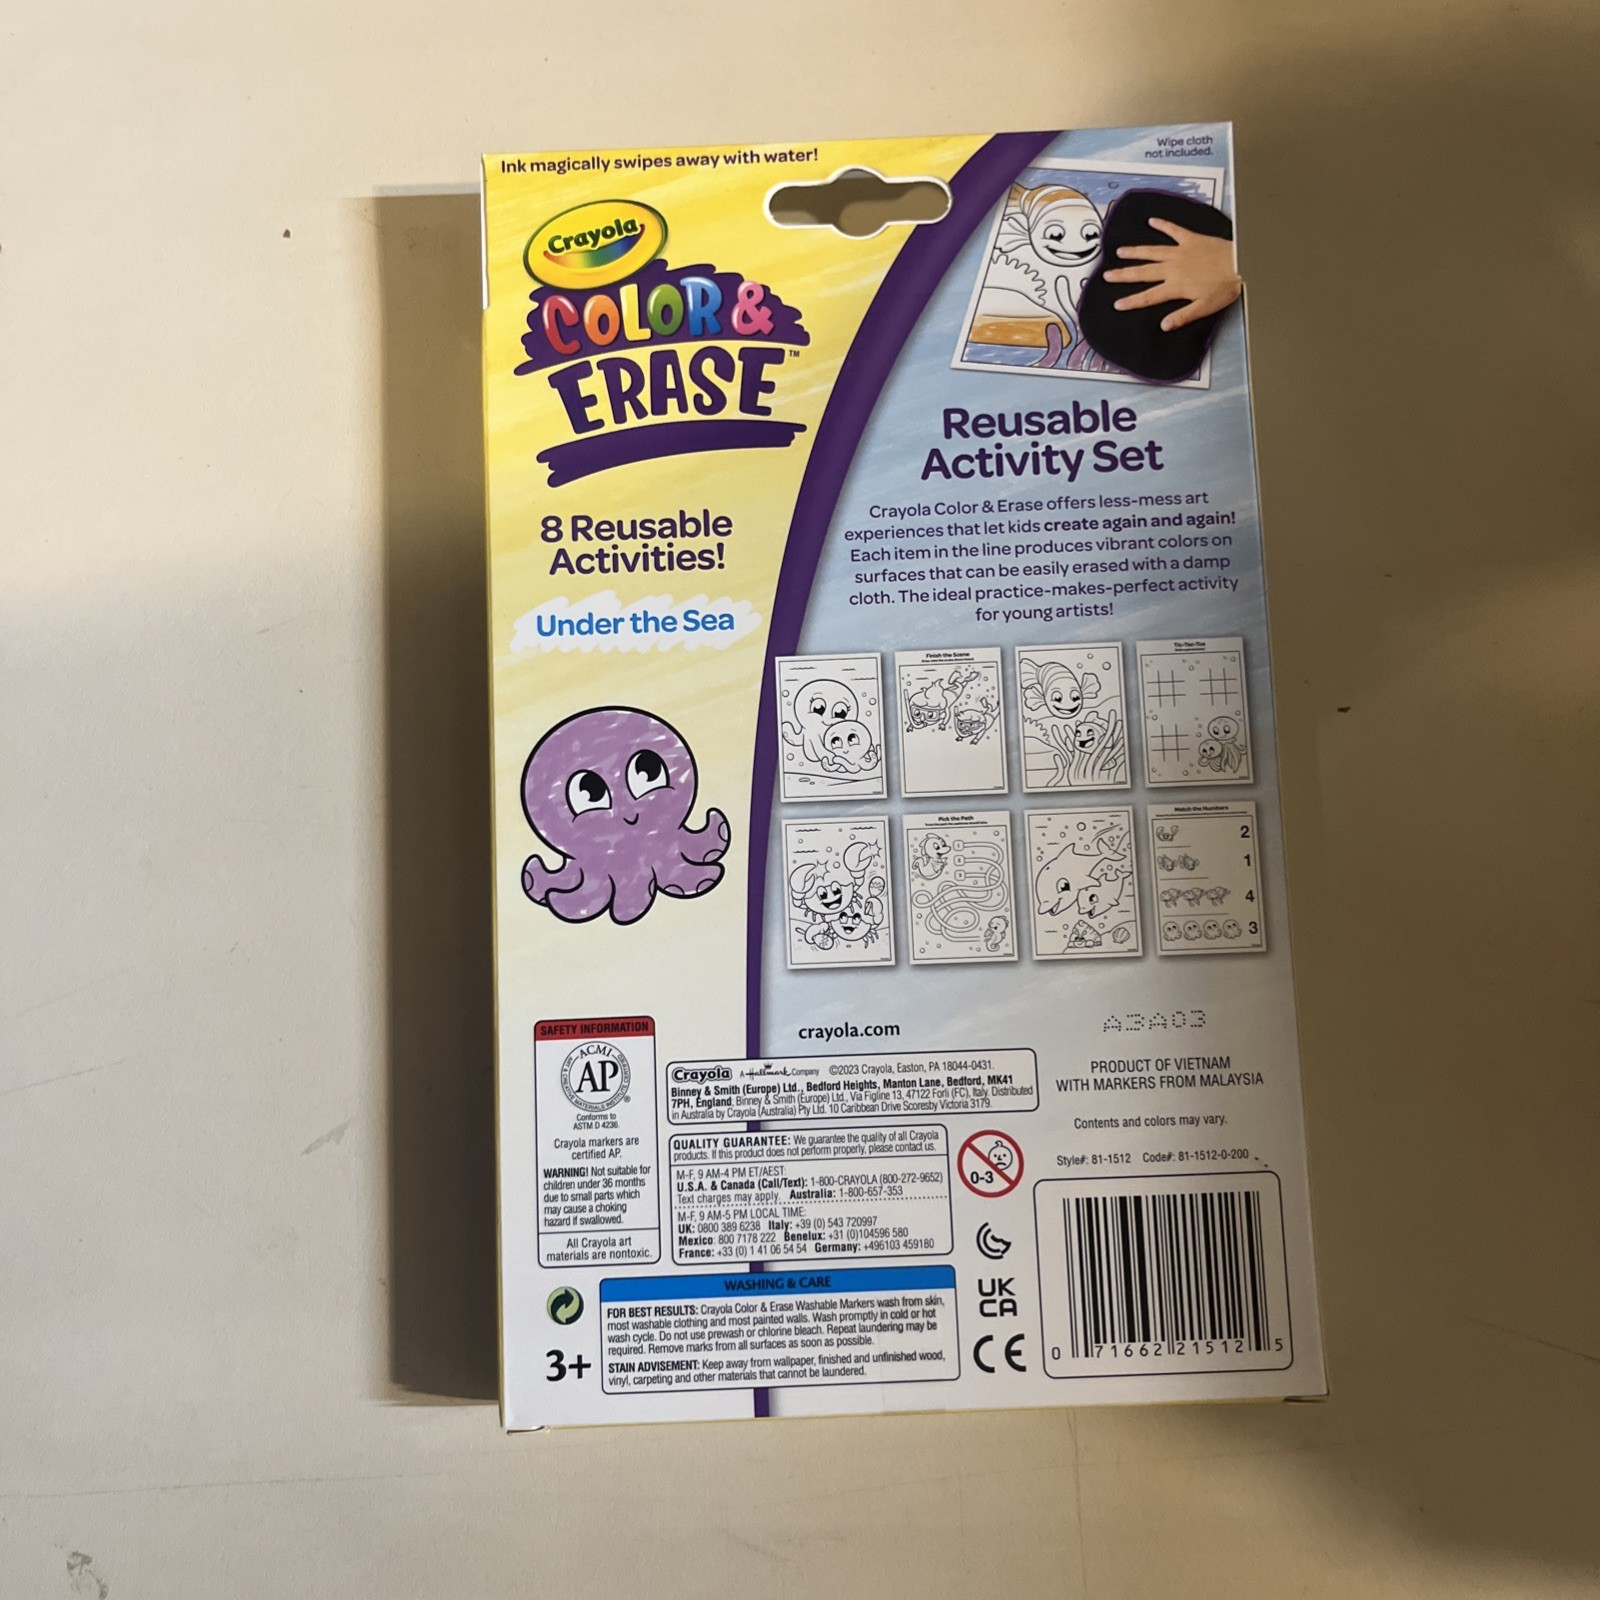 Ink magically swipes away with water!
Wipe cloth
not included.
Crayola
COLOR &
ERASE™
8 Reusable
Activities!
Under the Sea
Reusable
Activity Set
Crayola Color & Erase offers less-mess art
experiences that let kids create again and again!
Each item in the line produces vibrant colors on
surfaces that can be easily erased with a damp
cloth. The ideal practice-makes-perfect activity
for young artists!
Finish the Scene
Tic-Tac-Toe
Pick the Path
Match the Numbers
2
1
4
3
SAFETY INFORMATION
ACMI
AP
®
Conforms to
ASTM D 4236.
Crayola markers are
certified AP.
WARNING! Not suitable for
children under 36 months
due to small parts which
may cause a choking
hazard if swallowed.
All Crayola art
materials are nontoxic.
crayola.com
Crayola A Hallmark Company ©2023 Crayola, Easton, PA 18044-0431.
Binney & Smith (Europe) Ltd., Bedford Heights, Manton Lane, Bedford, MK41
7PH, England. Binney & Smith (Europe) Ltd., Via Figline 13, 47122 Forlì (FC), Italy. Distributed
in Australia by Crayola (Australia) Pty Ltd. 10 Caribbean Drive Scoresby Victoria 3179.
QUALITY GUARANTEE: We guarantee the quality of all Crayola
products. If this product does not perform properly, please contact us.
M-F, 9 AM-4 PM ET/AEST:
U.S.A. & Canada (Call/Text): 1-800-CRAYOLA (800-272-9652)
Text charges may apply. Australia: 1-800-657-353
M-F, 9 AM-5 PM LOCAL TIME:
UK: 0800 389 6238 Italy: +39 (0) 543 720997
Mexico: 800 7178 222 Benelux: +31 (0)104596 580
France: +33 (0) 1 41 06 54 54 Germany: +496103 459180
WASHING & CARE
FOR BEST RESULTS: Crayola Color & Erase Washable Markers wash from skin,
most washable clothing and most painted walls. Wash promptly in cold or hot
wash cycle. Do not use prewash or chlorine bleach. Repeat laundering may be
required. Remove marks from all surfaces as soon as possible.
STAIN ADVISEMENT: Keep away from wallpaper, finished and unfinished wood,
vinyl, carpeting and other materials that cannot be laundered.
3+
A3A03
PRODUCT OF VIETNAM
WITH MARKERS FROM MALAYSIA
Contents and colors may vary.
Style#: 81-1512 Code#: 81-1512-0-200
0-3
UK
CA
CE
0 71662 21512 5